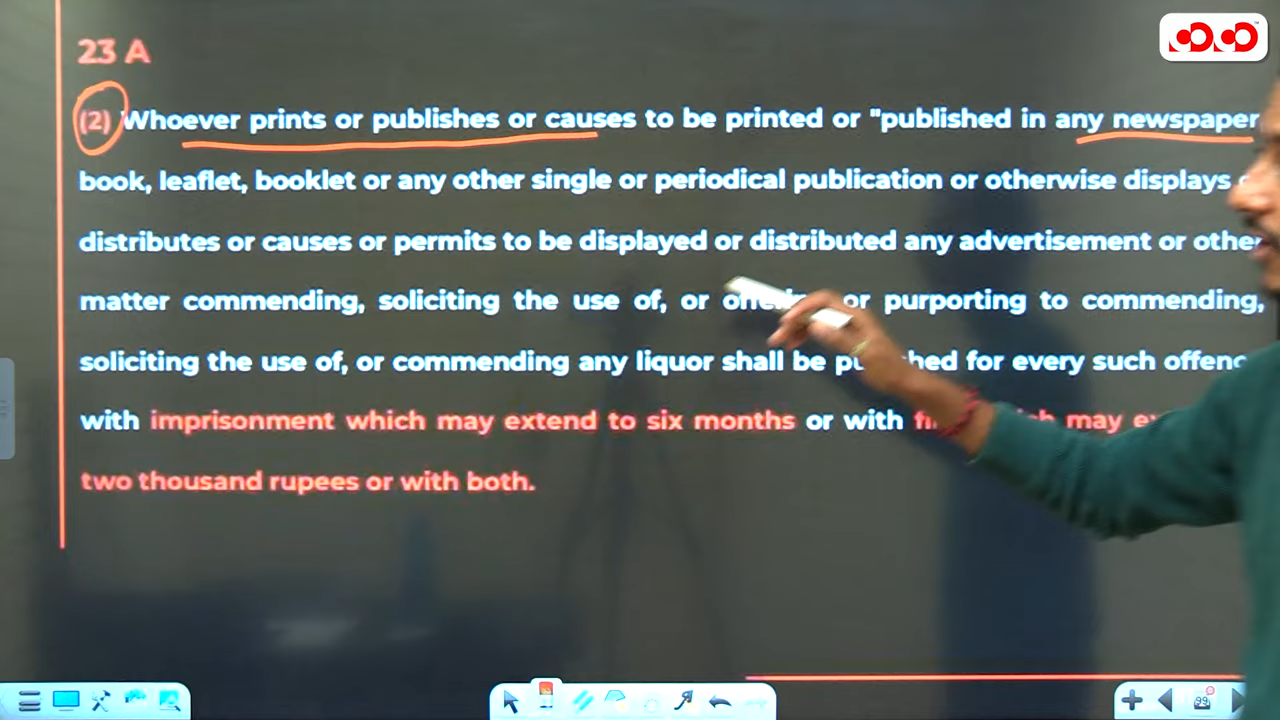 23 A
(2) Whoever prints or publishes or causes to be printed or "published in any newspaper
book, leaflet, booklet or any other single or periodical publication or otherwise displays
distributes or causes or permits to be displayed or distributed any advertisement or other
matter commending, soliciting the use of, or or purporting to commending,
soliciting the use of, or commending any liquor shall be for every such
with imprisonment which may extend to six months or with may
two thousand rupees or with both.